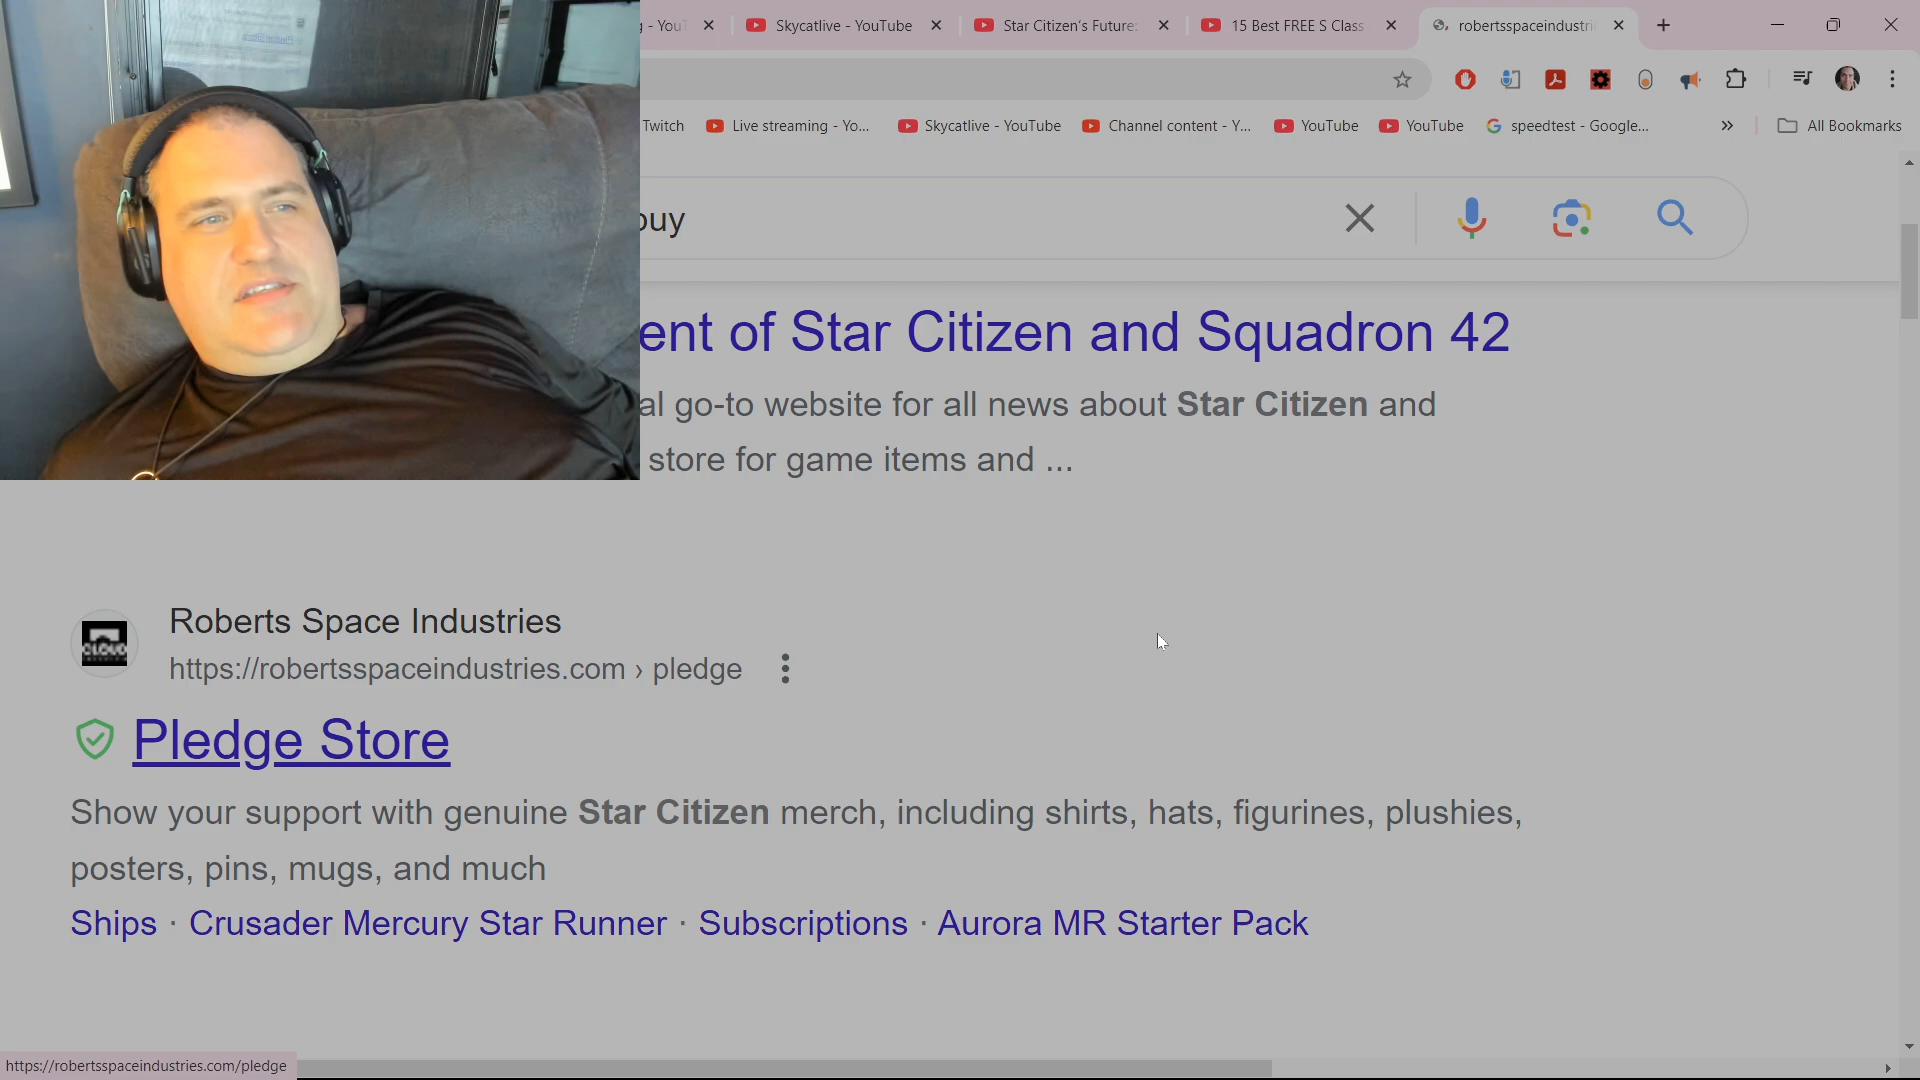 g - YouT
Skycatlive - YouTube
Star Citizen's Future:
15 Best FREE S Class
robertsspaceindustri
Twitch
Live streaming - Yo...
Skycatlive - YouTube
Channel content - Y...
YouTube
YouTube
speedtest - Google...
All Bookmarks
buy
ent of Star Citizen and Squadron 42
al go-to website for all news about Star Citizen and
store for game items and ...
Roberts Space Industries
CLOUD
https://robertsspaceindustries.com › pledge
Pledge Store
Show your support with genuine Star Citizen merch, including shirts, hats, figurines, plushies,
posters, pins, mugs, and much
Ships · Crusader Mercury Star Runner · Subscriptions · Aurora MR Starter Pack
https://robertsspaceindustries.com/pledge